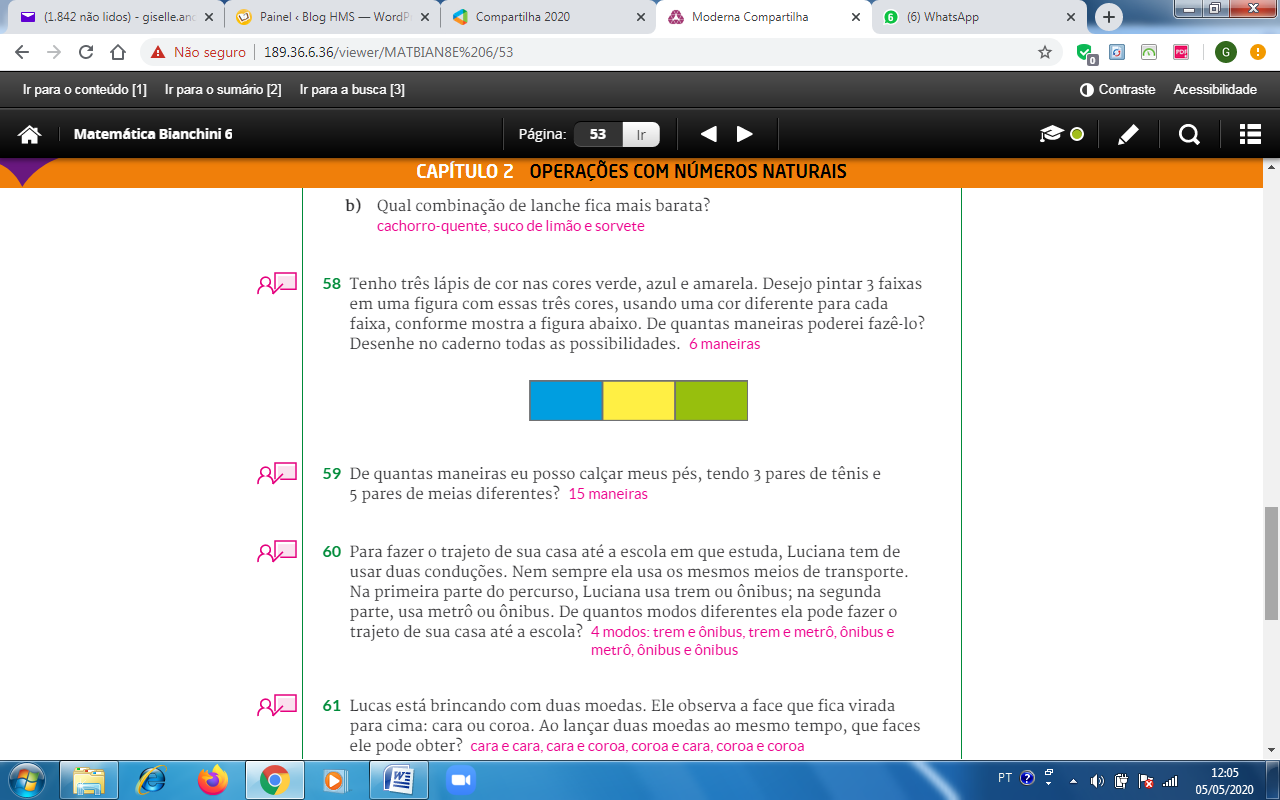 (1.842 não lidos) - giselle.and
Painel ‹ Blog HMS — WordPr
Compartilha 2020
Moderna Compartilha
(6) WhatsApp
Não seguro | 189.36.6.36/viewer/MATBIAN8E%206/53
0
PDF
G
Ir para o conteúdo [1] Ir para o sumário [2] Ir para a busca [3]
Contraste Acessibilidade
Matemática Bianchini 6
Página: 53 Ir
CAPÍTULO 2 OPERAÇÕES COM NÚMEROS NATURAIS
b) Qual combinação de lanche fica mais barata?
cachorro-quente, suco de limão e sorvete
58 Tenho três lápis de cor nas cores verde, azul e amarela. Desejo pintar 3 faixas
em uma figura com essas três cores, usando uma cor diferente para cada
faixa, conforme mostra a figura abaixo. De quantas maneiras poderei fazê-lo?
Desenhe no caderno todas as possibilidades. 6 maneiras
59 De quantas maneiras eu posso calçar meus pés, tendo 3 pares de tênis e
5 pares de meias diferentes? 15 maneiras
60 Para fazer o trajeto de sua casa até a escola em que estuda, Luciana tem de
usar duas conduções. Nem sempre ela usa os mesmos meios de transporte.
Na primeira parte do percurso, Luciana usa trem ou ônibus; na segunda
parte, usa metrô ou ônibus. De quantos modos diferentes ela pode fazer o
trajeto de sua casa até a escola? 4 modos: trem e ônibus, trem e metrô, ônibus e
metrô, ônibus e ônibus
61 Lucas está brincando com duas moedas. Ele observa a face que fica virada
para cima: cara ou coroa. Ao lançar duas moedas ao mesmo tempo, que faces
ele pode obter? cara e cara, cara e coroa, coroa e cara, coroa e coroa
PT
12:05
05/05/2020